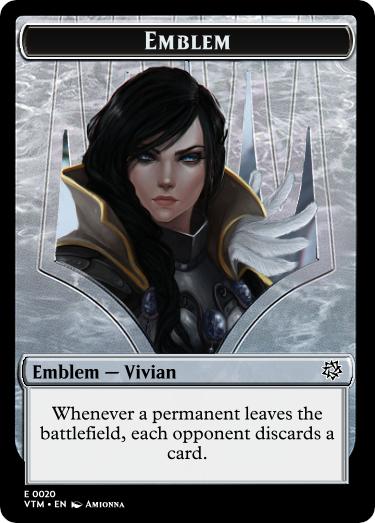 EMBLEM
Emblem — Vivian
Whenever a permanent leaves the
battlefield, each opponent discards a
card.
E 0020
VTM • EN Amionna